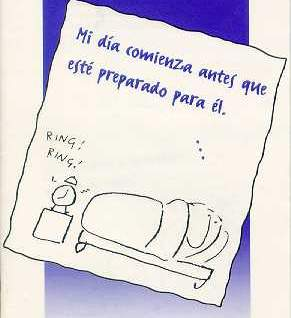 Mi día comienza antes que
esté preparado para él.
RING!
RING!